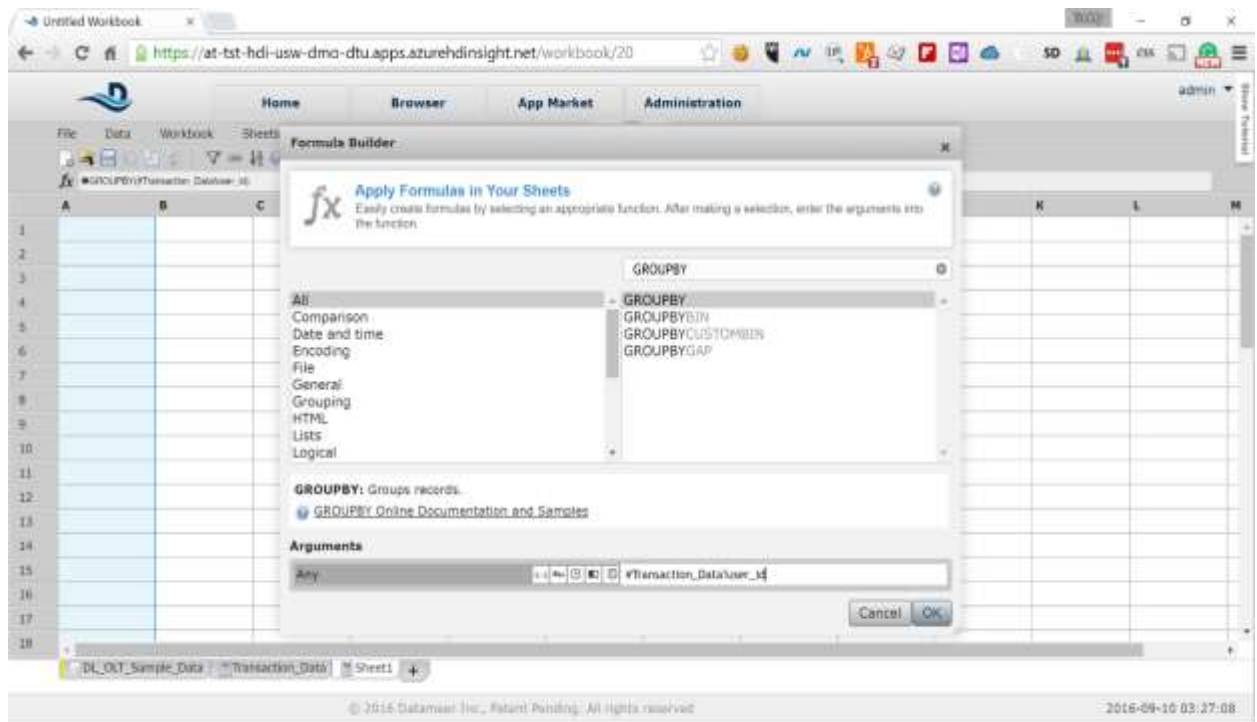 Untitled Workbook
https://at-tst-hdi-usw-dmo-dtu.apps.azurehdinsight.net/workbook/20
SD
CSS
Home Browser App Market Administration
admin
Show Tutorial
File Data Workbook Sheets
Formula Builder
fx
Apply Formulas in Your Sheets
Easily create formulas by selecting an appropriate function. After making a selection, enter the arguments into
the function.
A B C K L M
GROUPBY
All
Comparison
Date and time
Encoding
File
General
Grouping
HTML
Lists
Logical
GROUPBY
GROUPBYBIN
GROUPBYCUSTOMBIN
GROUPBYGAP
1
2
3
4
5
6
7
8
9
10
11
12
13
14
15
16
17
18
GROUPBY: Groups records.
GROUPBY Online Documentation and Samples
Arguments
Any #Transaction_Data!user_id
Cancel OK
DL_OLT_Sample_Data Transaction_Data Sheet1 +
© 2016 Datameer Inc., Patent Pending. All rights reserved
2016-09-10 03:27:08